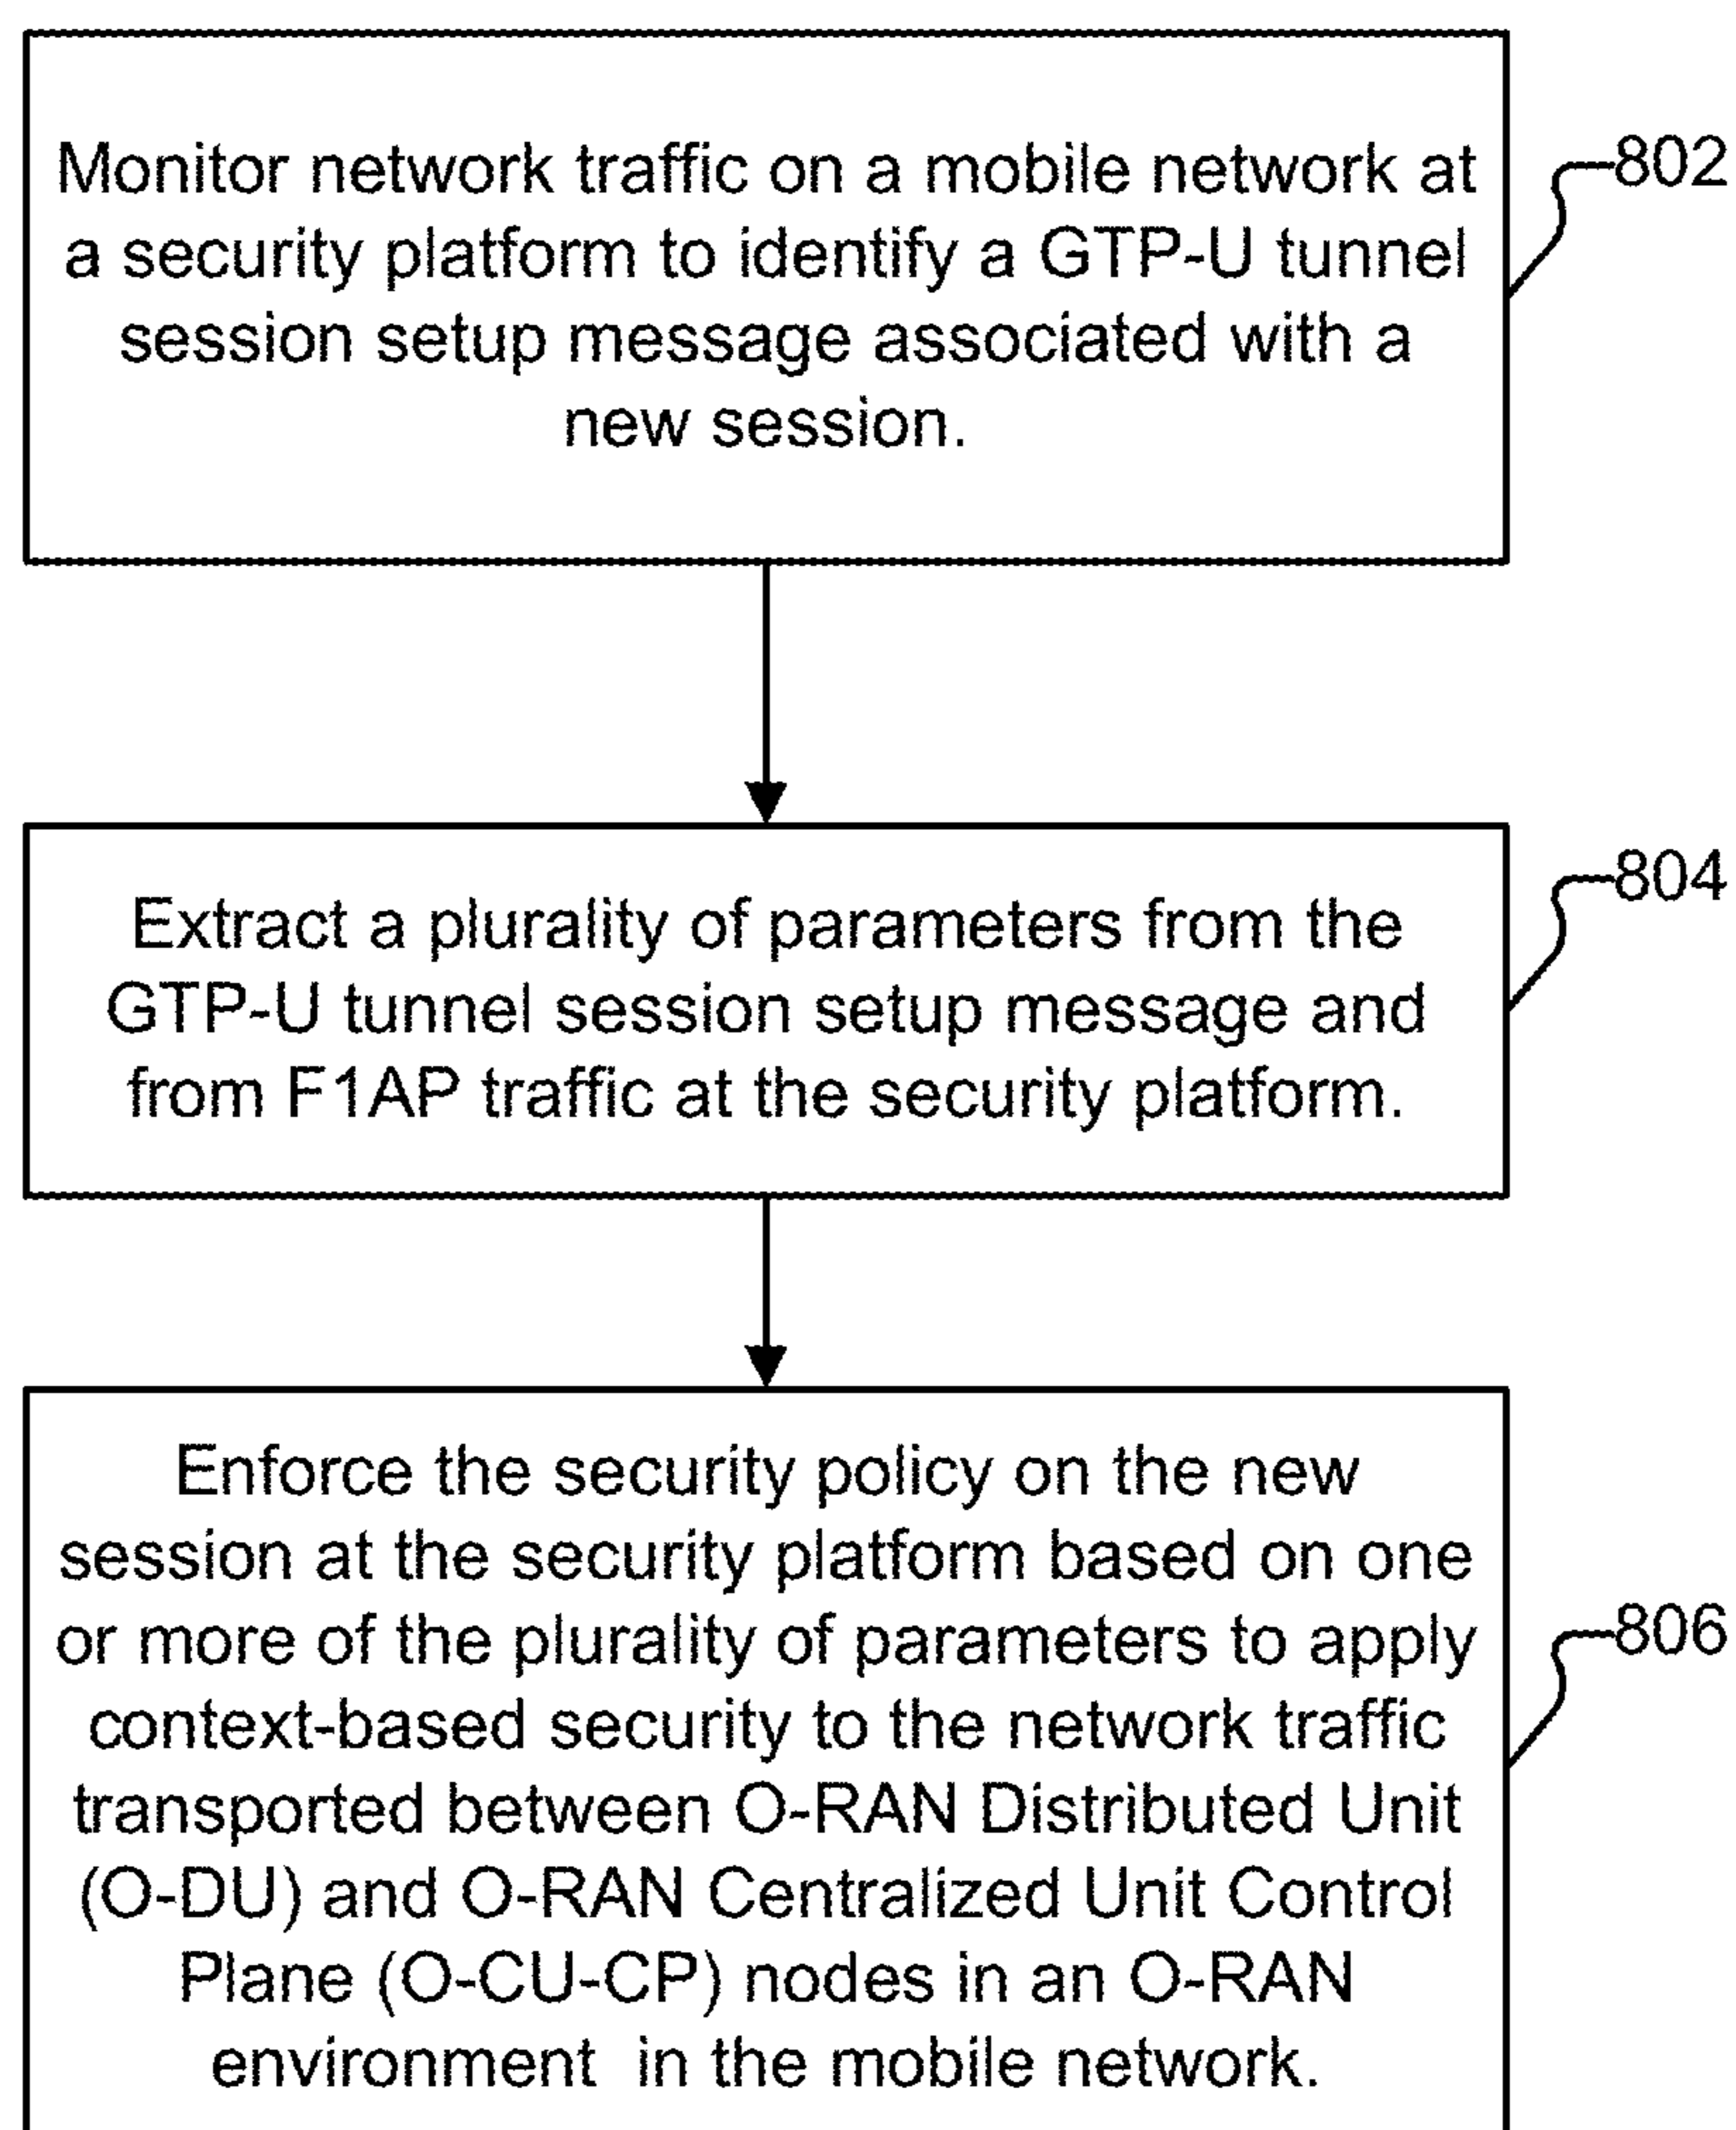 Monitor network traffic on a mobile network at
a security platform to identify a GTP-U tunnel
session setup message associated with a
new session.
802
Extract a plurality of parameters from the
GTP-U tunnel session setup message and
from F1AP traffic at the security platform.
804
Enforce the security policy on the new
session at the security platform based on one
or more of the plurality of parameters to apply
context-based security to the network traffic
transported between O-RAN Distributed Unit
(O-DU) and O-RAN Centralized Unit Control
Plane (O-CU-CP) nodes in an O-RAN
environment in the mobile network.
806